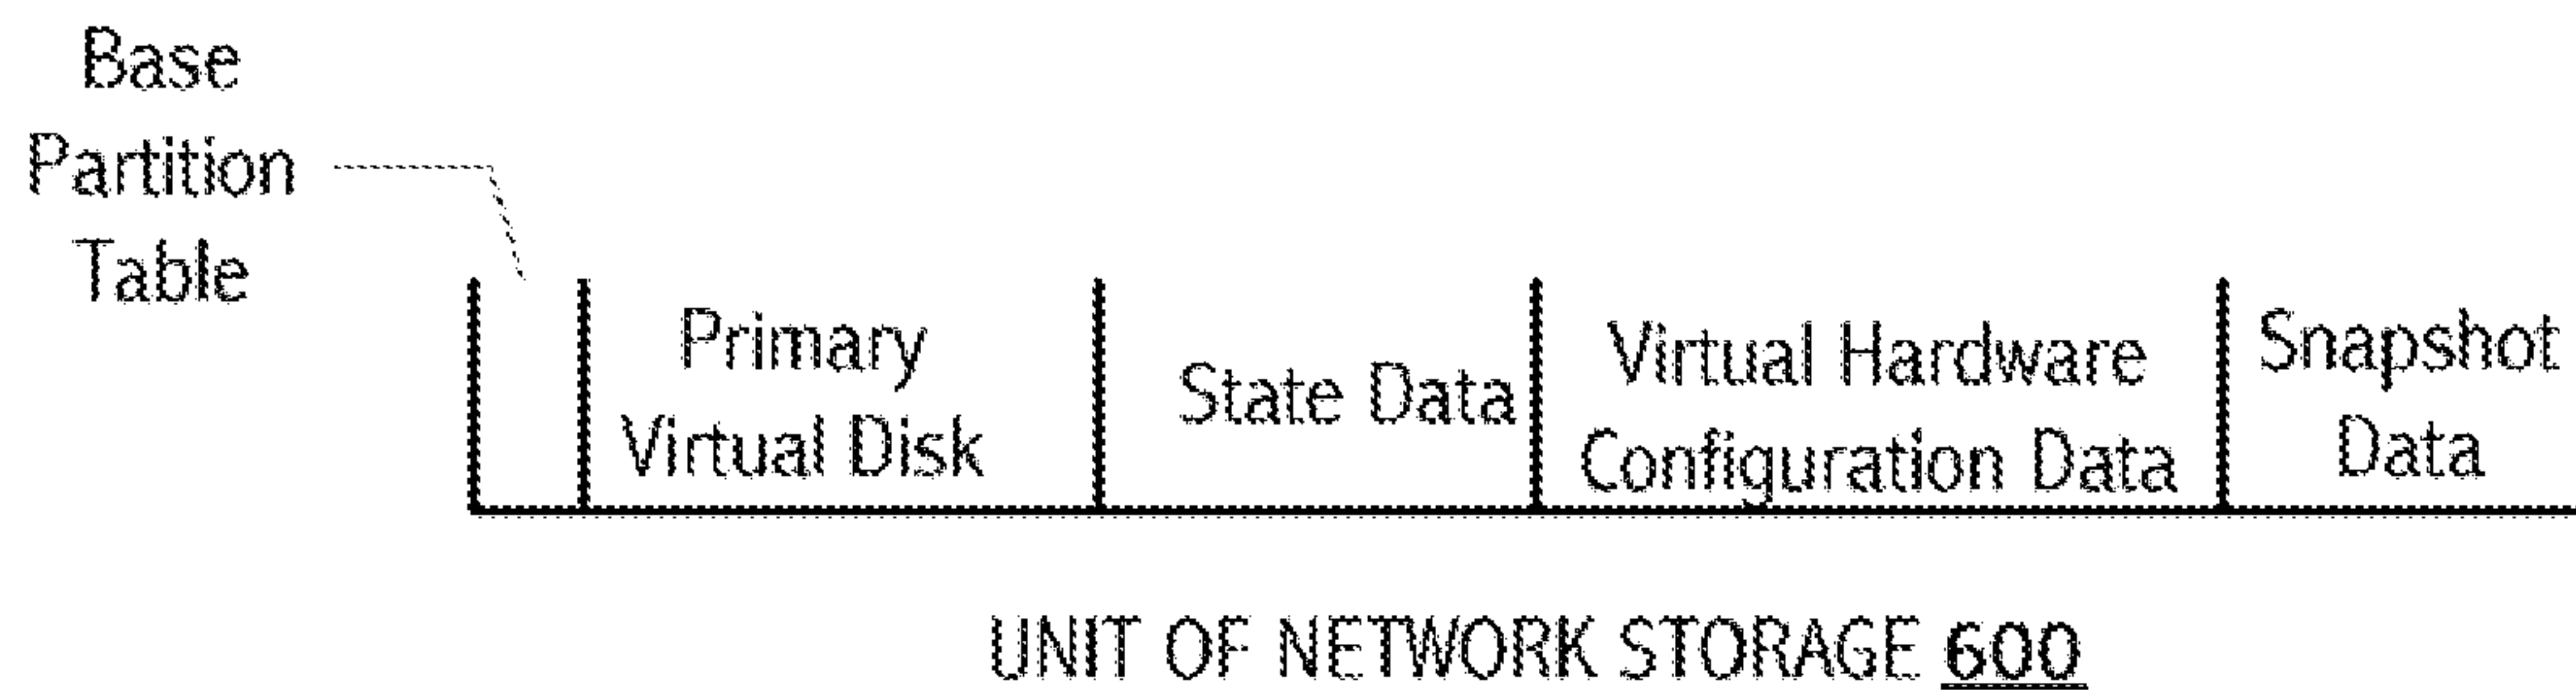 Base
Partition
Table
Primary
Virtual Disk
State Data
Virtual Hardware
Configuration Data
Snapshot
Data
UNIT OF NETWORK STORAGE 600